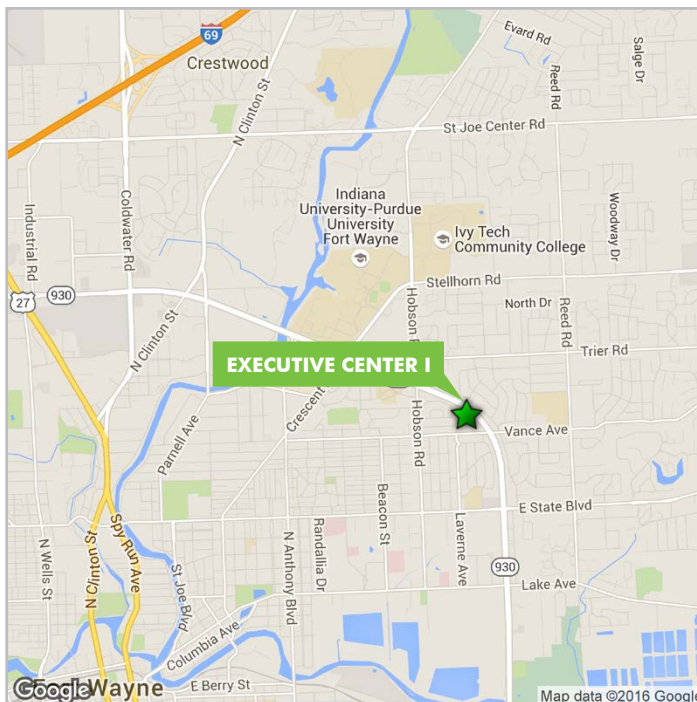 Evard Rd
69
Crestwood
Salge Dr
Reed Rd
N Clinton St
St Joe Center Rd
Coldwater Rd
Industrial Rd
Indiana
University-Purdue
University
Fort Wayne
Ivy Tech
Community College
Woodway Dr
Stellhorn Rd
27
930
Hobson
North Dr
Reed Rd
N Clinton St
Trier Rd
EXECUTIVE CENTER I
Crescent
Parnell Ave
Hobson Rd
Vance Ave
Beacon St
E State Blvd
Laverne Ave
Spy Run Ave
N Clinton St
N Wells St
St Joe Blvd
N Anthony Blvd
Randallia Dr
930
Lake Ave
Columbia Ave
Google
Wayne
E Berry St
Map data ©2016 Google